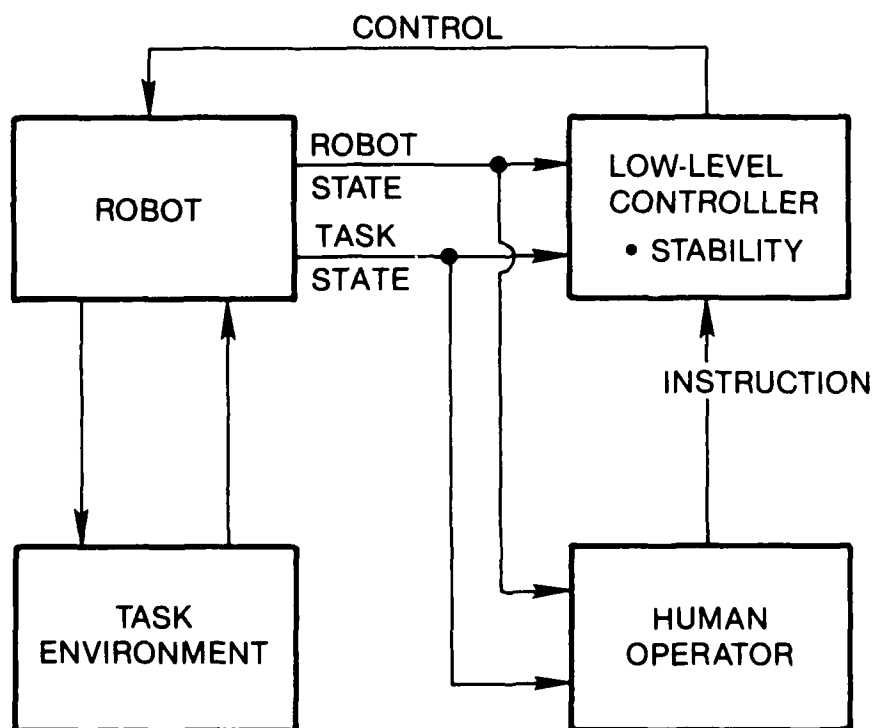 CONTROL
ROBOT
ROBOT
STATE
TASK
STATE
LOW-LEVEL
CONTROLLER
• STABILITY
INSTRUCTION
TASK
ENVIRONMENT
HUMAN
OPERATOR